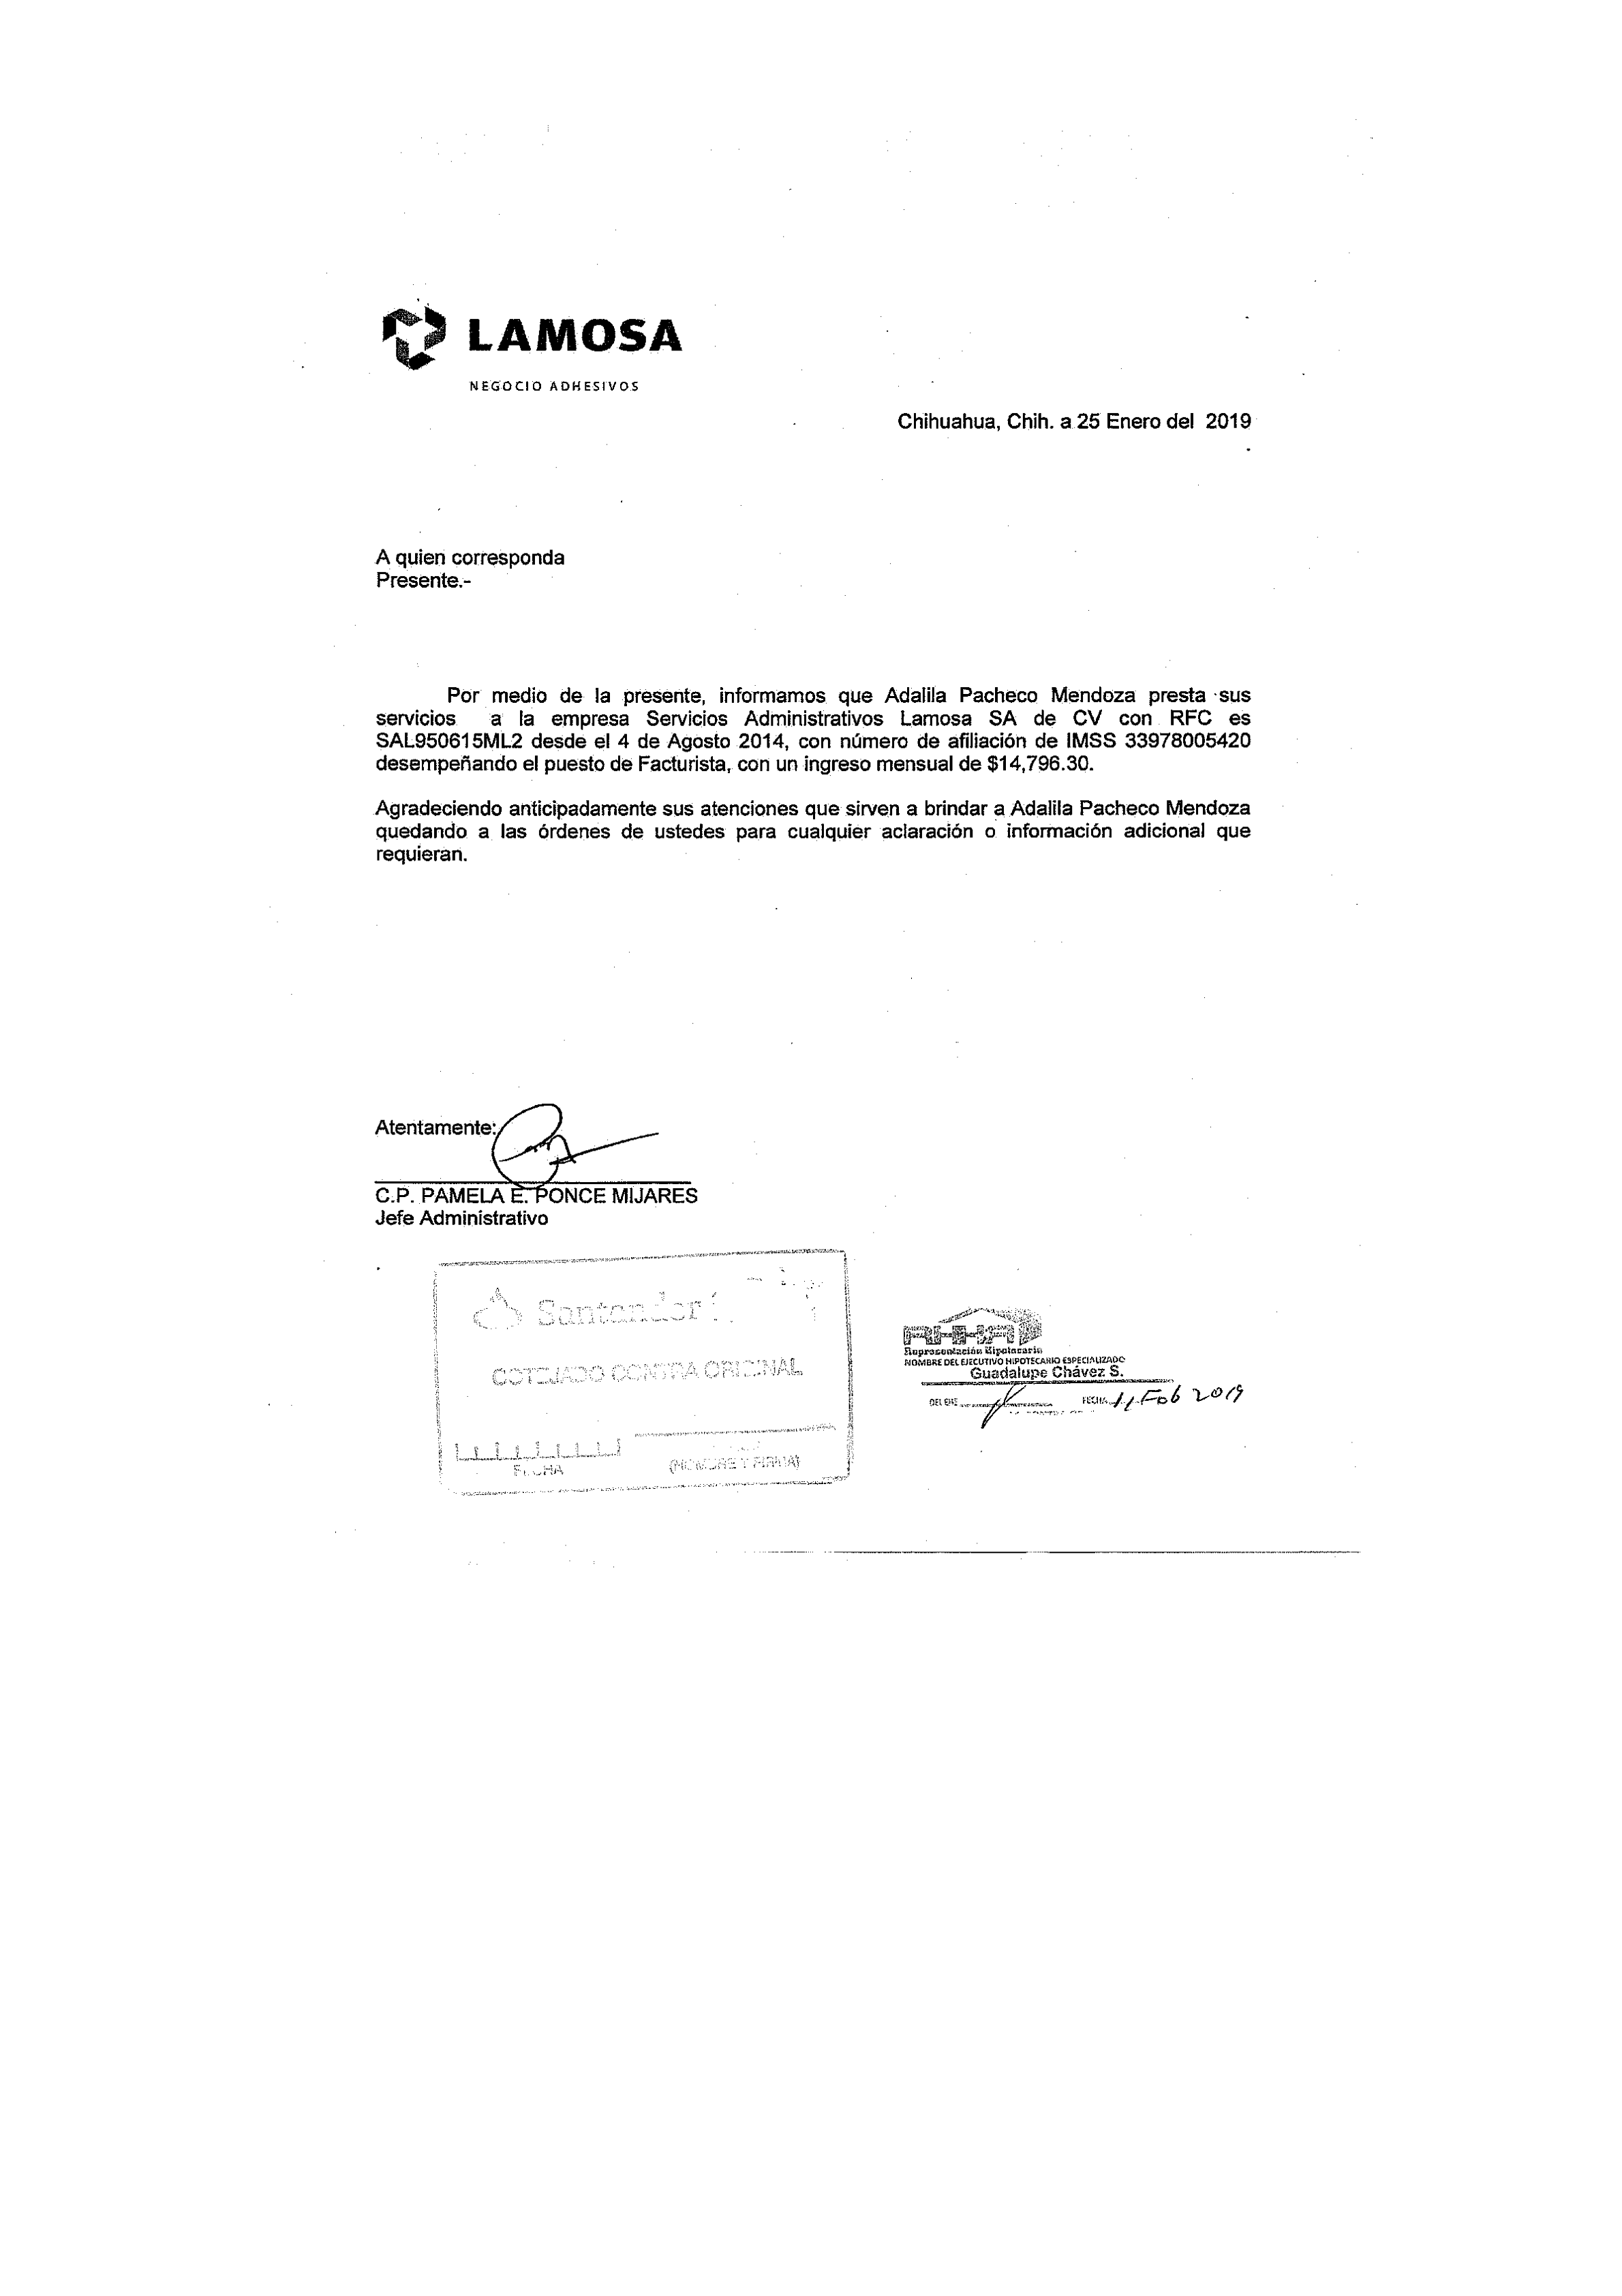 LAMOSA
NEGOCIO ADHESIVOS
Chihuahua, Chih. a 25 Enero del 2019
A quien corresponda
Presente.-
Por medio de la presente, informamos que Adalila Pacheco Mendoza presta sus
servicios a la empresa Servicios Administrativos Lamosa SA de CV con RFC es
SAL950615ML2 desde el 4 de Agosto 2014, con número de afiliación de IMSS 33978005420
desempeñando el puesto de Facturista, con un ingreso mensual de $14,796.30.
Agradeciendo anticipadamente sus atenciones que sirven a brindar a Adalila Pacheco Mendoza
quedando a las órdenes de ustedes para cualquier aclaración o información adicional que
requieran.
Atentamente:
C.P. PAMELA E. PONCE MIJARES
Jefe Administrativo
Santander
COTEJADO CONTRA ORIGINAL
FECHA
(NOMBRE Y FIRMA)
Representación Hipotecaria
NOMBRE DEL EJECUTIVO HIPOTECARIO ESPECIALIZADO
Guadalupe Chávez S.
FECHA 11 Feb 2019